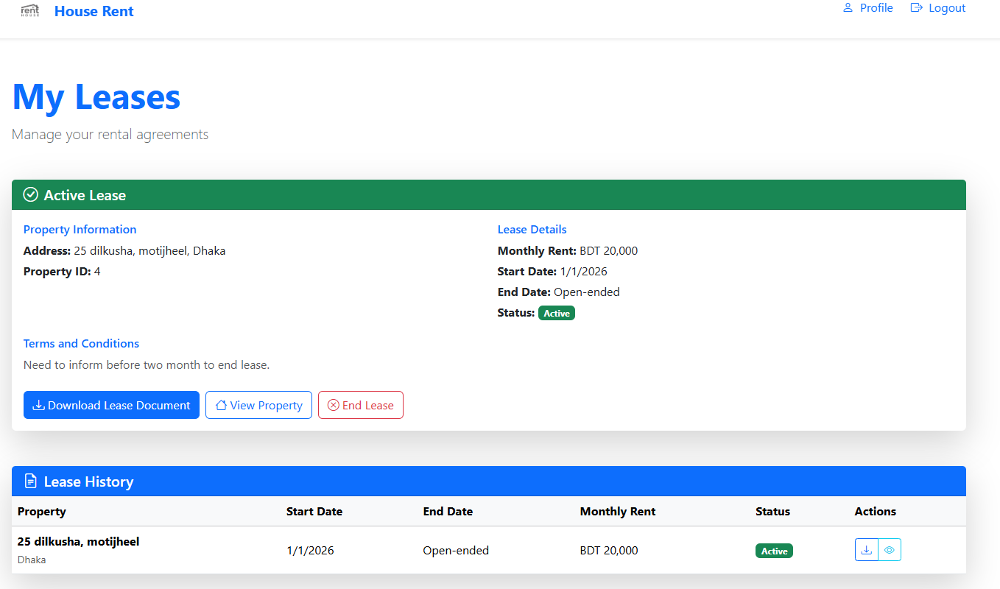 rent
HOUSE
House Rent
Profile
Logout
My Leases
Manage your rental agreements
Active Lease
Property Information
Address: 25 dilkusha, motijheel, Dhaka
Property ID: 4
Lease Details
Monthly Rent: BDT 20,000
Start Date: 1/1/2026
End Date: Open-ended
Status: Active
Terms and Conditions
Need to inform before two month to end lease.
Download Lease Document
View Property
End Lease
Lease History
Property Start Date End Date Monthly Rent Status Actions
25 dilkusha, motijheel
Dhaka
1/1/2026 Open-ended BDT 20,000 Active